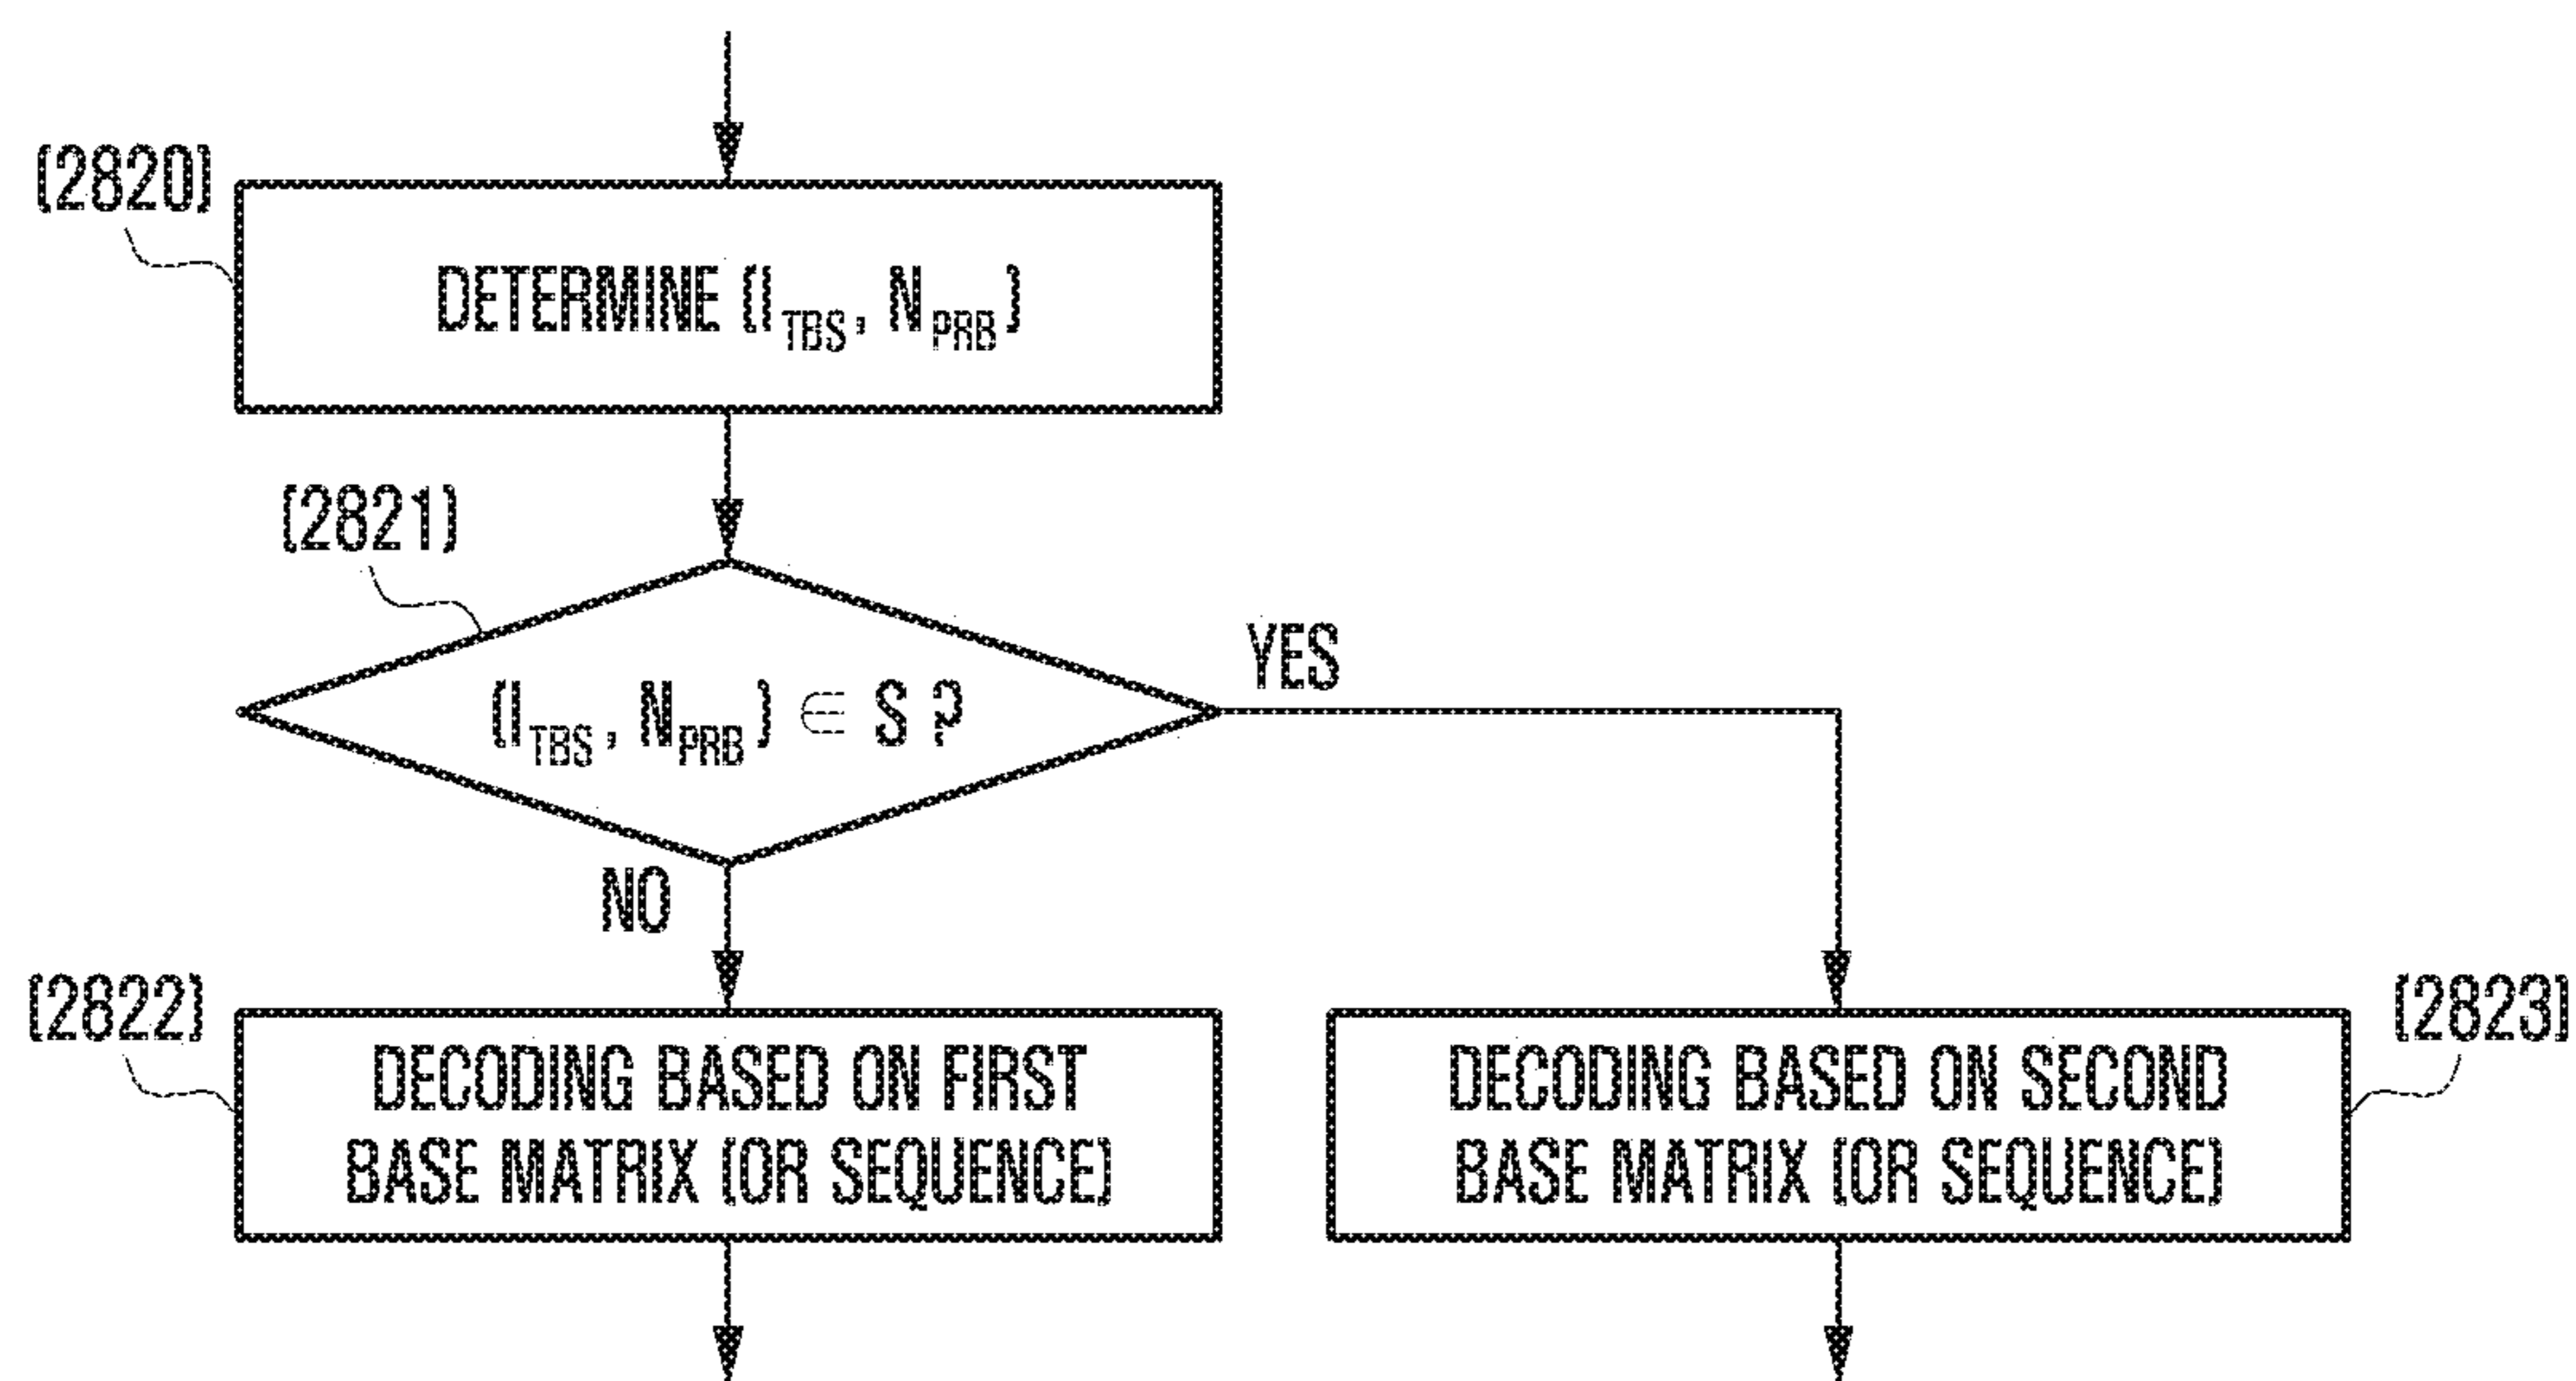 (2820)
DETERMINE (I_TBS, N_PRB)
(2821)
YES
(I_TBS, N_PRB) ∈ S ?
NO
(2822)
(2823)
DECODING BASED ON FIRST
BASE MATRIX (OR SEQUENCE)
DECODING BASED ON SECOND
BASE MATRIX (OR SEQUENCE)